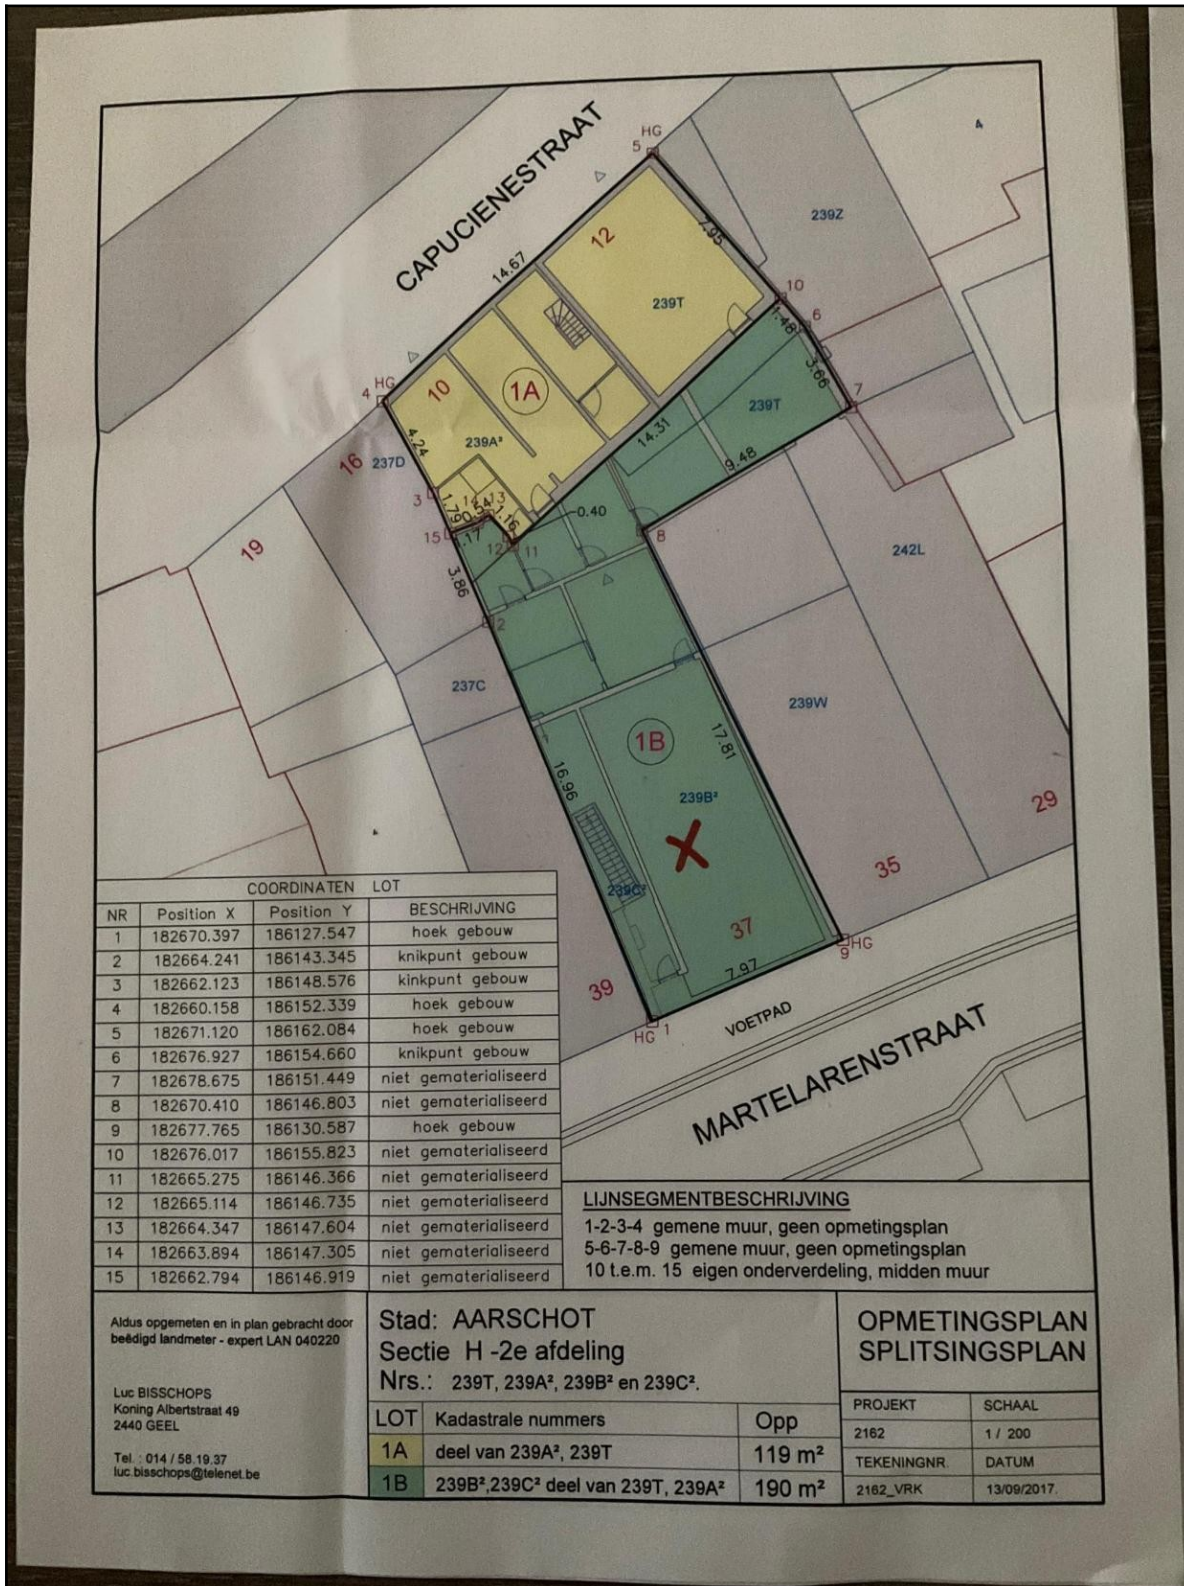 CAPUCIENESTRAAT
HG
5
4
239Z
7.95
12
14.67
239T
10
1.48
6
3.66
7
HG
4
10
1A
239A²
4.24
16
237D
239T
14.31
9.48
3
1.79
14
13
0.54
1.16
0.40
15
1.17
12
11
8
19
3.86
242L
2
237C
239W
1B
17.81
16.96
239B²
29
X
35
239C²
37
HG
9
7.97
39
HG 1
VOETPAD
MARTELARENSTRAAT
COORDINATEN LOT
NR Position X Position Y BESCHRIJVING
1 182670.397 186127.547 hoek gebouw
2 182664.241 186143.345 knikpunt gebouw
3 182662.123 186148.576 kinkpunt gebouw
4 182660.158 186152.339 hoek gebouw
5 182671.120 186162.084 hoek gebouw
6 182676.927 186154.660 knikpunt gebouw
7 182678.675 186151.449 niet gematerialiseerd
8 182670.410 186146.803 niet gematerialiseerd
9 182677.765 186130.587 hoek gebouw
10 182676.017 186155.823 niet gematerialiseerd
11 182665.275 186146.366 niet gematerialiseerd
12 182665.114 186146.735 niet gematerialiseerd
13 182664.347 186147.604 niet gematerialiseerd
14 182663.894 186147.305 niet gematerialiseerd
15 182662.794 186146.919 niet gematerialiseerd
LIJNSEGMENTBESCHRIJVING
1-2-3-4 gemene muur, geen opmetingsplan
5-6-7-8-9 gemene muur, geen opmetingsplan
10 t.e.m. 15 eigen onderverdeling, midden muur
Aldus opgemeten en in plan gebracht door
beëdigd landmeter - expert LAN 040220
Luc BISSCHOPS
Koning Albertstraat 49
2440 GEEL
Tel. : 014 / 58.19.37
luc.bisschops@telenet.be
Stad: AARSCHOT
Sectie H -2e afdeling
Nrs.: 239T, 239A², 239B² en 239C².
LOT Kadastrale nummers Opp
1A deel van 239A², 239T 119 m²
1B 239B²,239C² deel van 239T, 239A² 190 m²
OPMETINGSPLAN
SPLITSINGSPLAN
PROJEKT SCHAAL
2162 1 / 200
TEKENINGNR. DATUM
2162_VRK 13/09/2017.